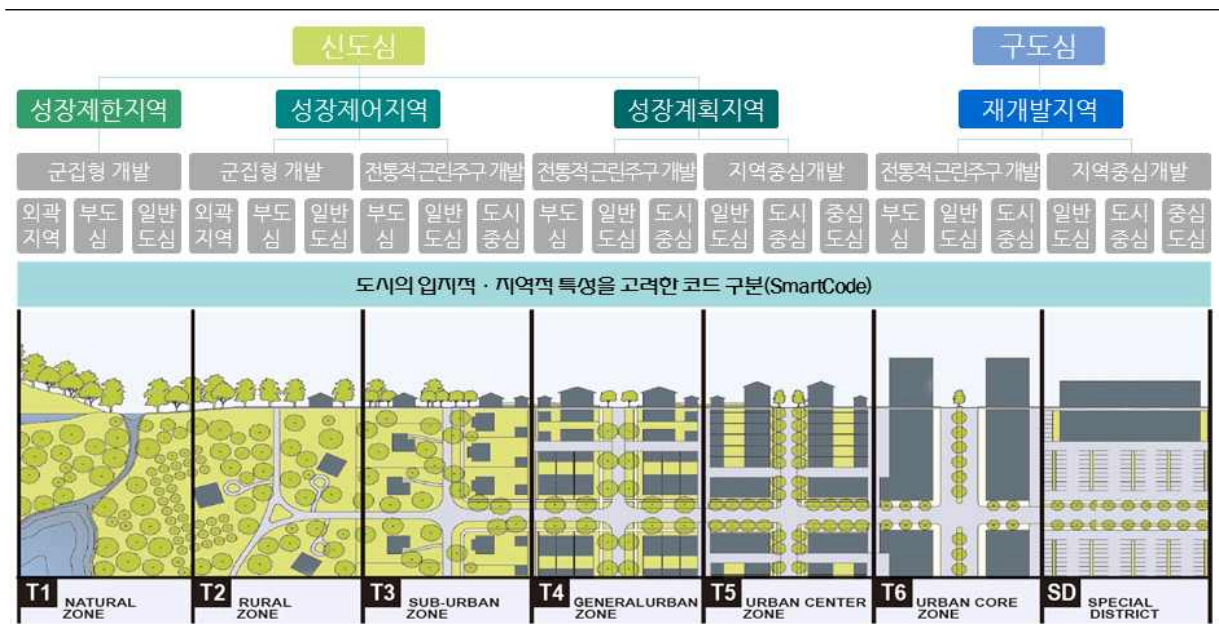 신도심
구도심
성장제한지역
성장제어지역
성장계획지역
재개발지역
군집형 개발
군집형 개발
전통적근린주구 개발
전통적근린주구 개발
지역중심개발
전통적근린주구 개발
지역중심개발
외곽
지역
부도
심
일반
도심
외곽
지역
부도
심
일반
도심
부도
심
일반
도심
도시
중심
부도
심
일반
도심
도시
중심
일반
도심
도시
중심
중심
도심
부도
심
일반
도심
도시
중심
일반
도심
도시
중심
중심
도심
도시의 입지적 · 지역적 특성을 고려한 코드 구분(SmartCode)
T1 NATURAL
ZONE
T2 RURAL
ZONE
T3 SUB-URBAN
ZONE
T4 GENERAL URBAN
ZONE
T5 URBAN CENTER
ZONE
T6 URBAN CORE
ZONE
SD SPECIAL
DISTRICT